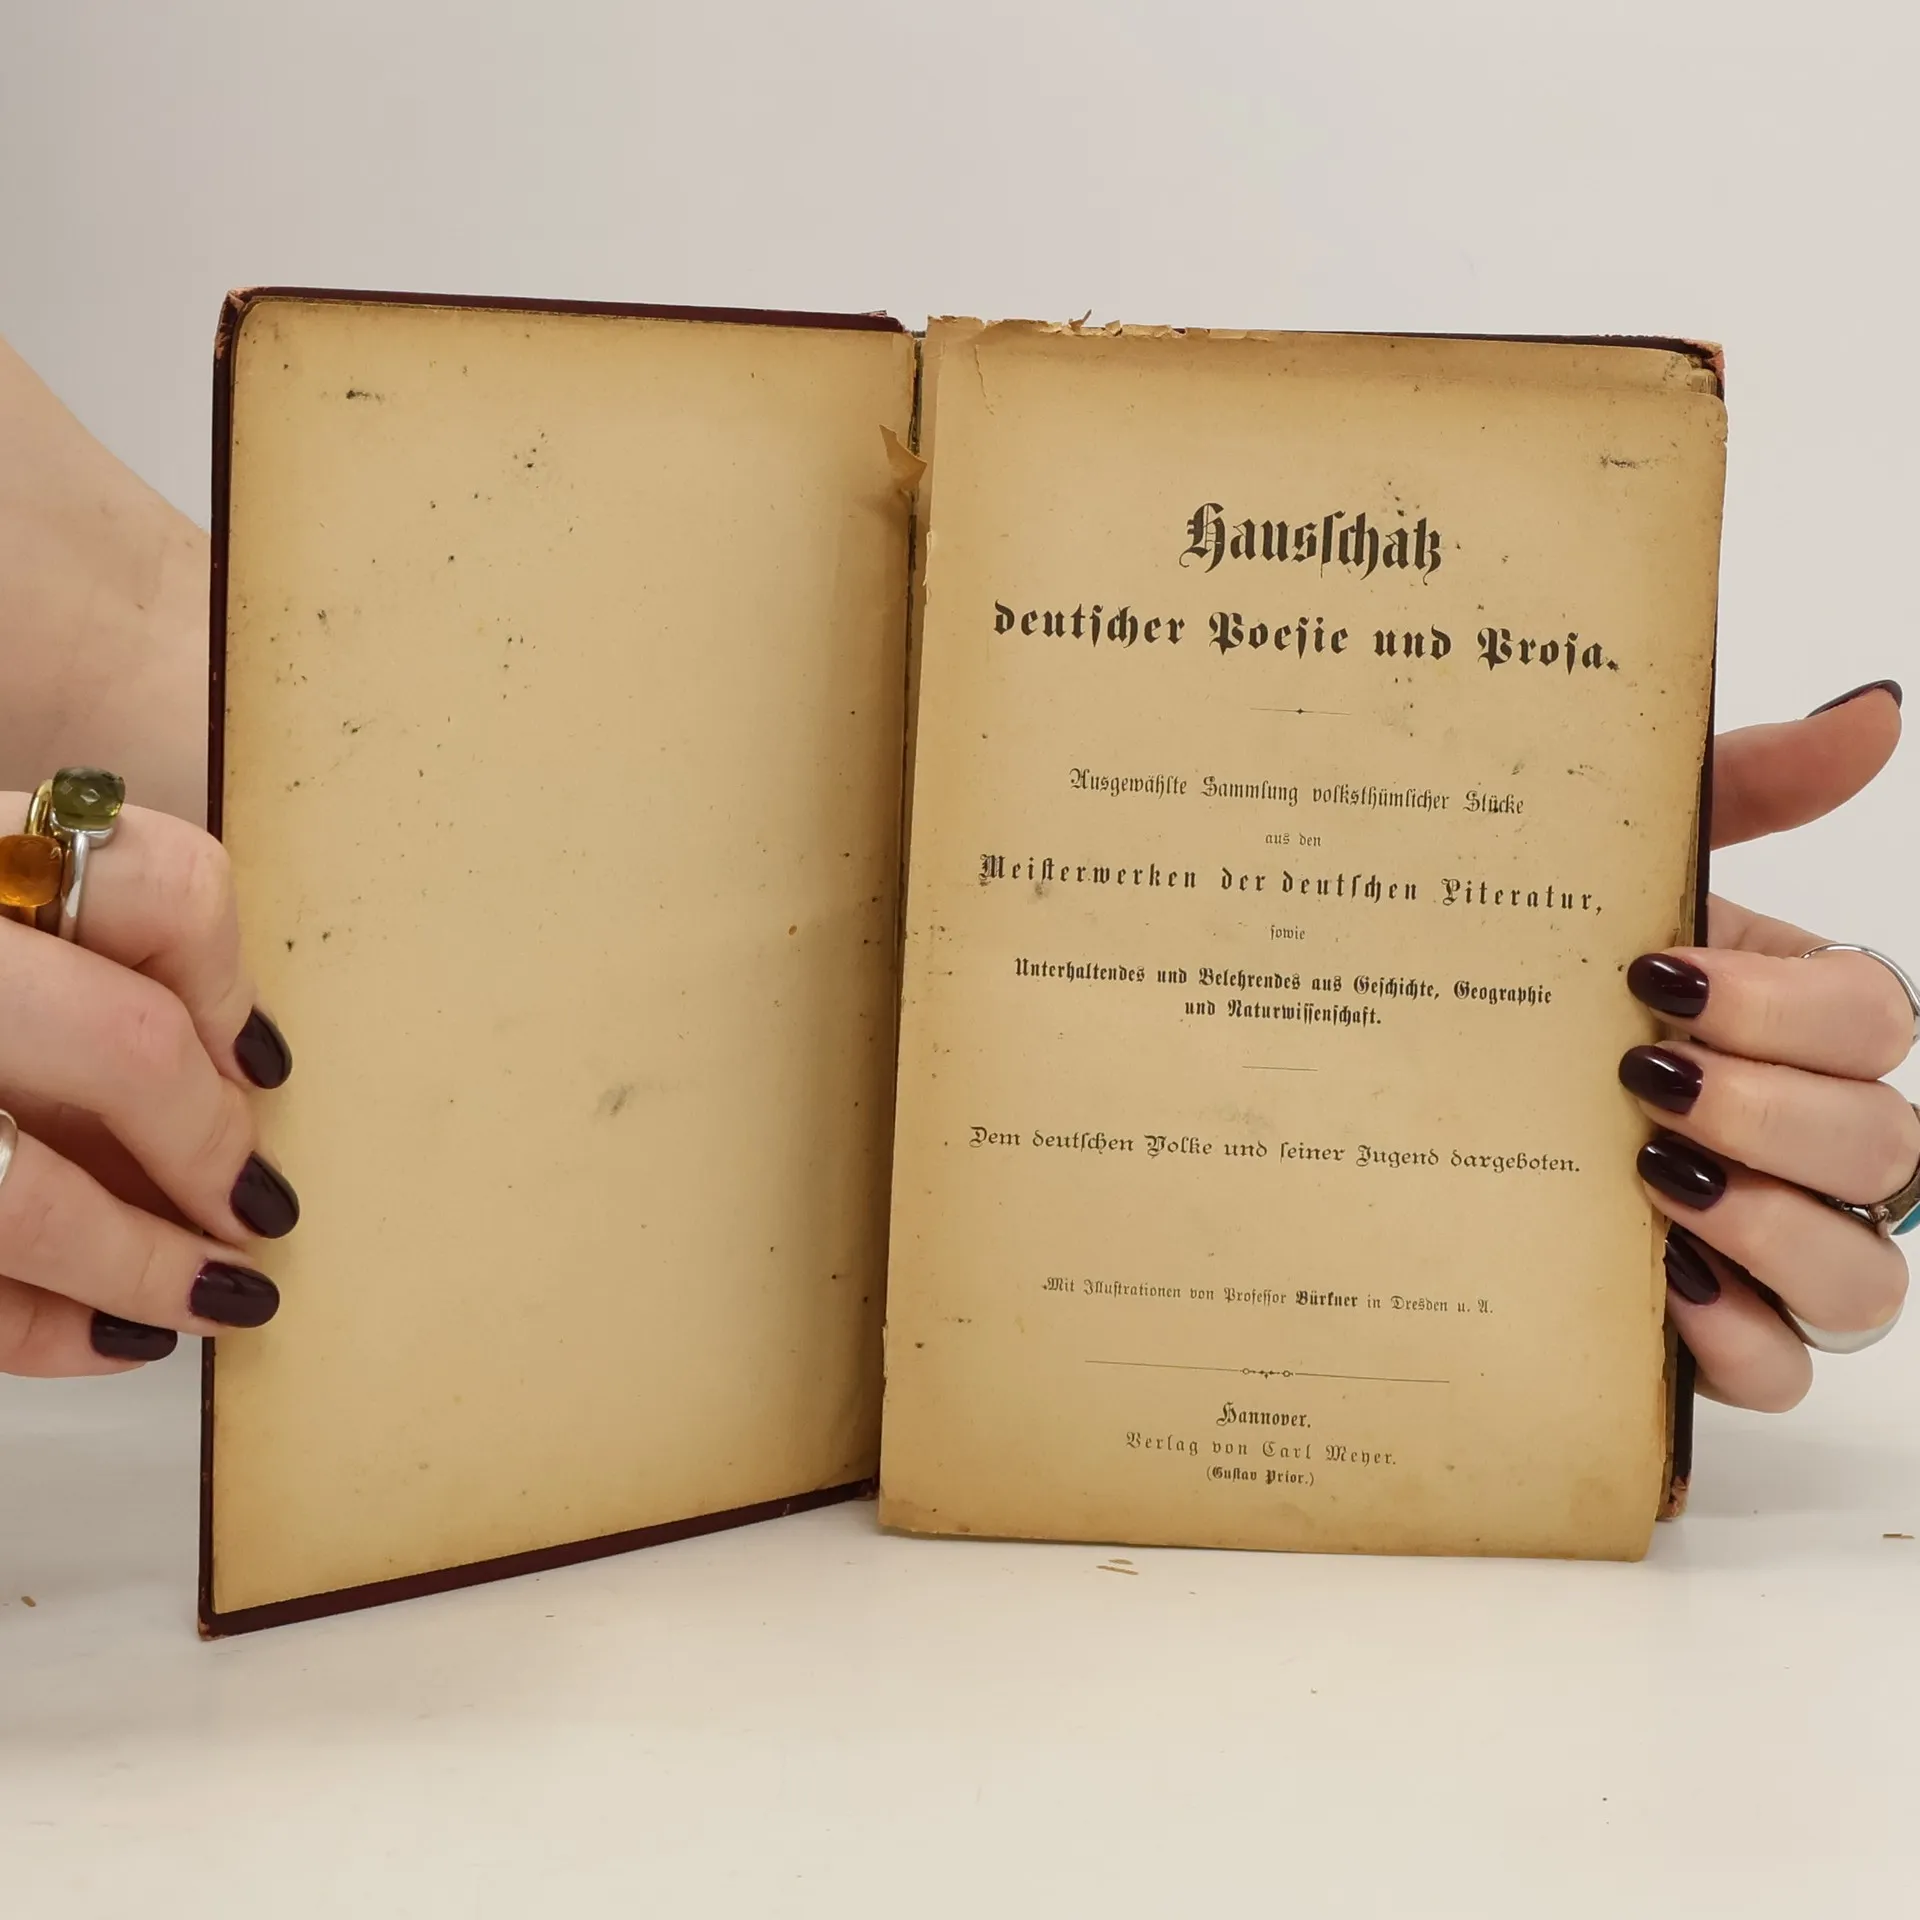 Hausſchatz
deutſcher Poeſie und Proſa.
Ausgewählte Sammlung volksthümlicher Stücke
aus den
Meiſterwerken der deutſchen Literatur,
ſowie
Unterhaltendes und Belehrendes aus Geſchichte, Geographie
und Naturwiſſenſchaft.
Dem deutſchen Volke und ſeiner Jugend dargeboten.
Mit Illuſtrationen von Profeſſor Bürkner in Dresden u. A.
Hannover.
Verlag von Carl Meyer.
(Guſtav Prior.)